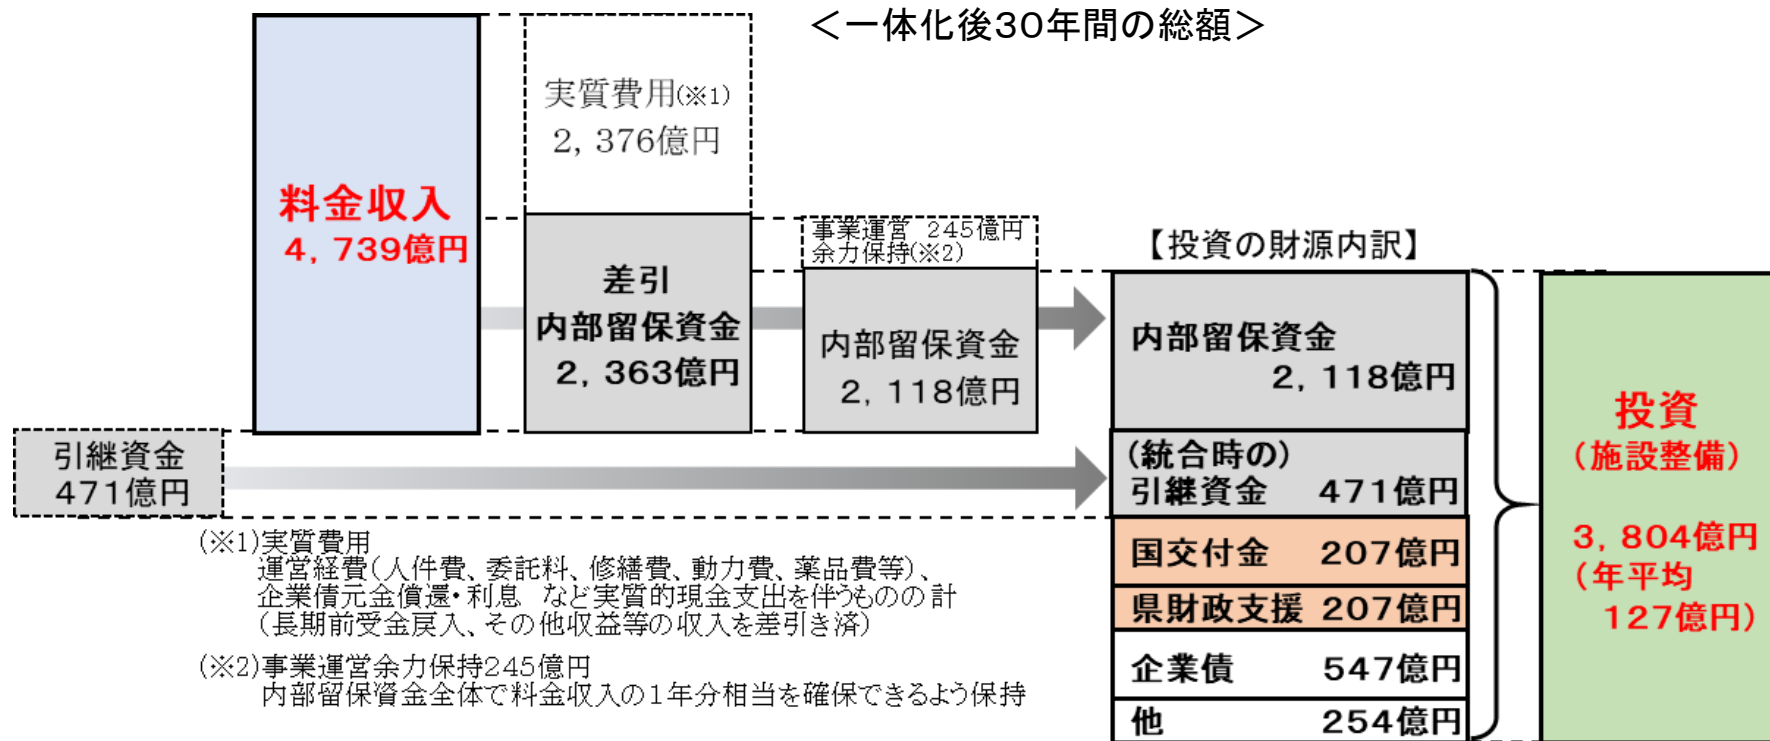 ＜一体化後30年間の総額＞
実質費用(※1)
2，376億円
料金収入
4，739億円
差引
内部留保資金
2，363億円
事業運営 245億円
余力保持(※2)
内部留保資金
2，118億円
【投資の財源内訳】
内部留保資金
2，118億円
引継資金
471億円
(統合時の)
引継資金 471億円
国交付金 207億円
県財政支援 207億円
企業債 547億円
他 254億円
投資
(施設整備)
3，804億円
(年平均
127億円)
(※1)実質費用
運営経費(人件費、委託料、修繕費、動力費、薬品費等)、
企業債元金償還・利息 など実質的現金支出を伴うものの計
(長期前受金戻入、その他収益等の収入を差引き済)
(※2)事業運営余力保持245億円
内部留保資金全体で料金収入の1年分相当を確保できるよう保持